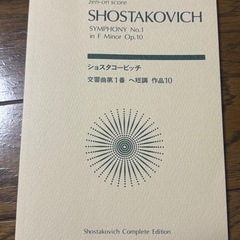 zen-on score
SHOSTAKOVICH
SYMPHONY No.1
in F Minor Op.10
ショスタコービッチ
交響曲第1番 ヘ短調 作品10
Shostakovich Complete Edition